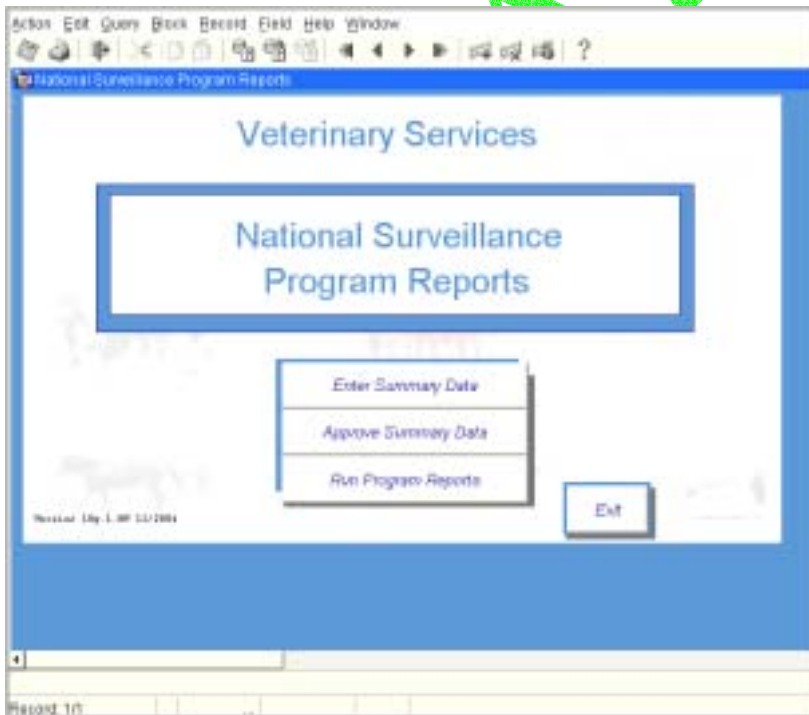 Action Edit Query Block Record Field Help Window
National Surveillance Program Reports
Veterinary Services
National Surveillance
Program Reports
Enter Summary Data
Approve Summary Data
Run Program Reports
Exit
Version
Record: 1/1